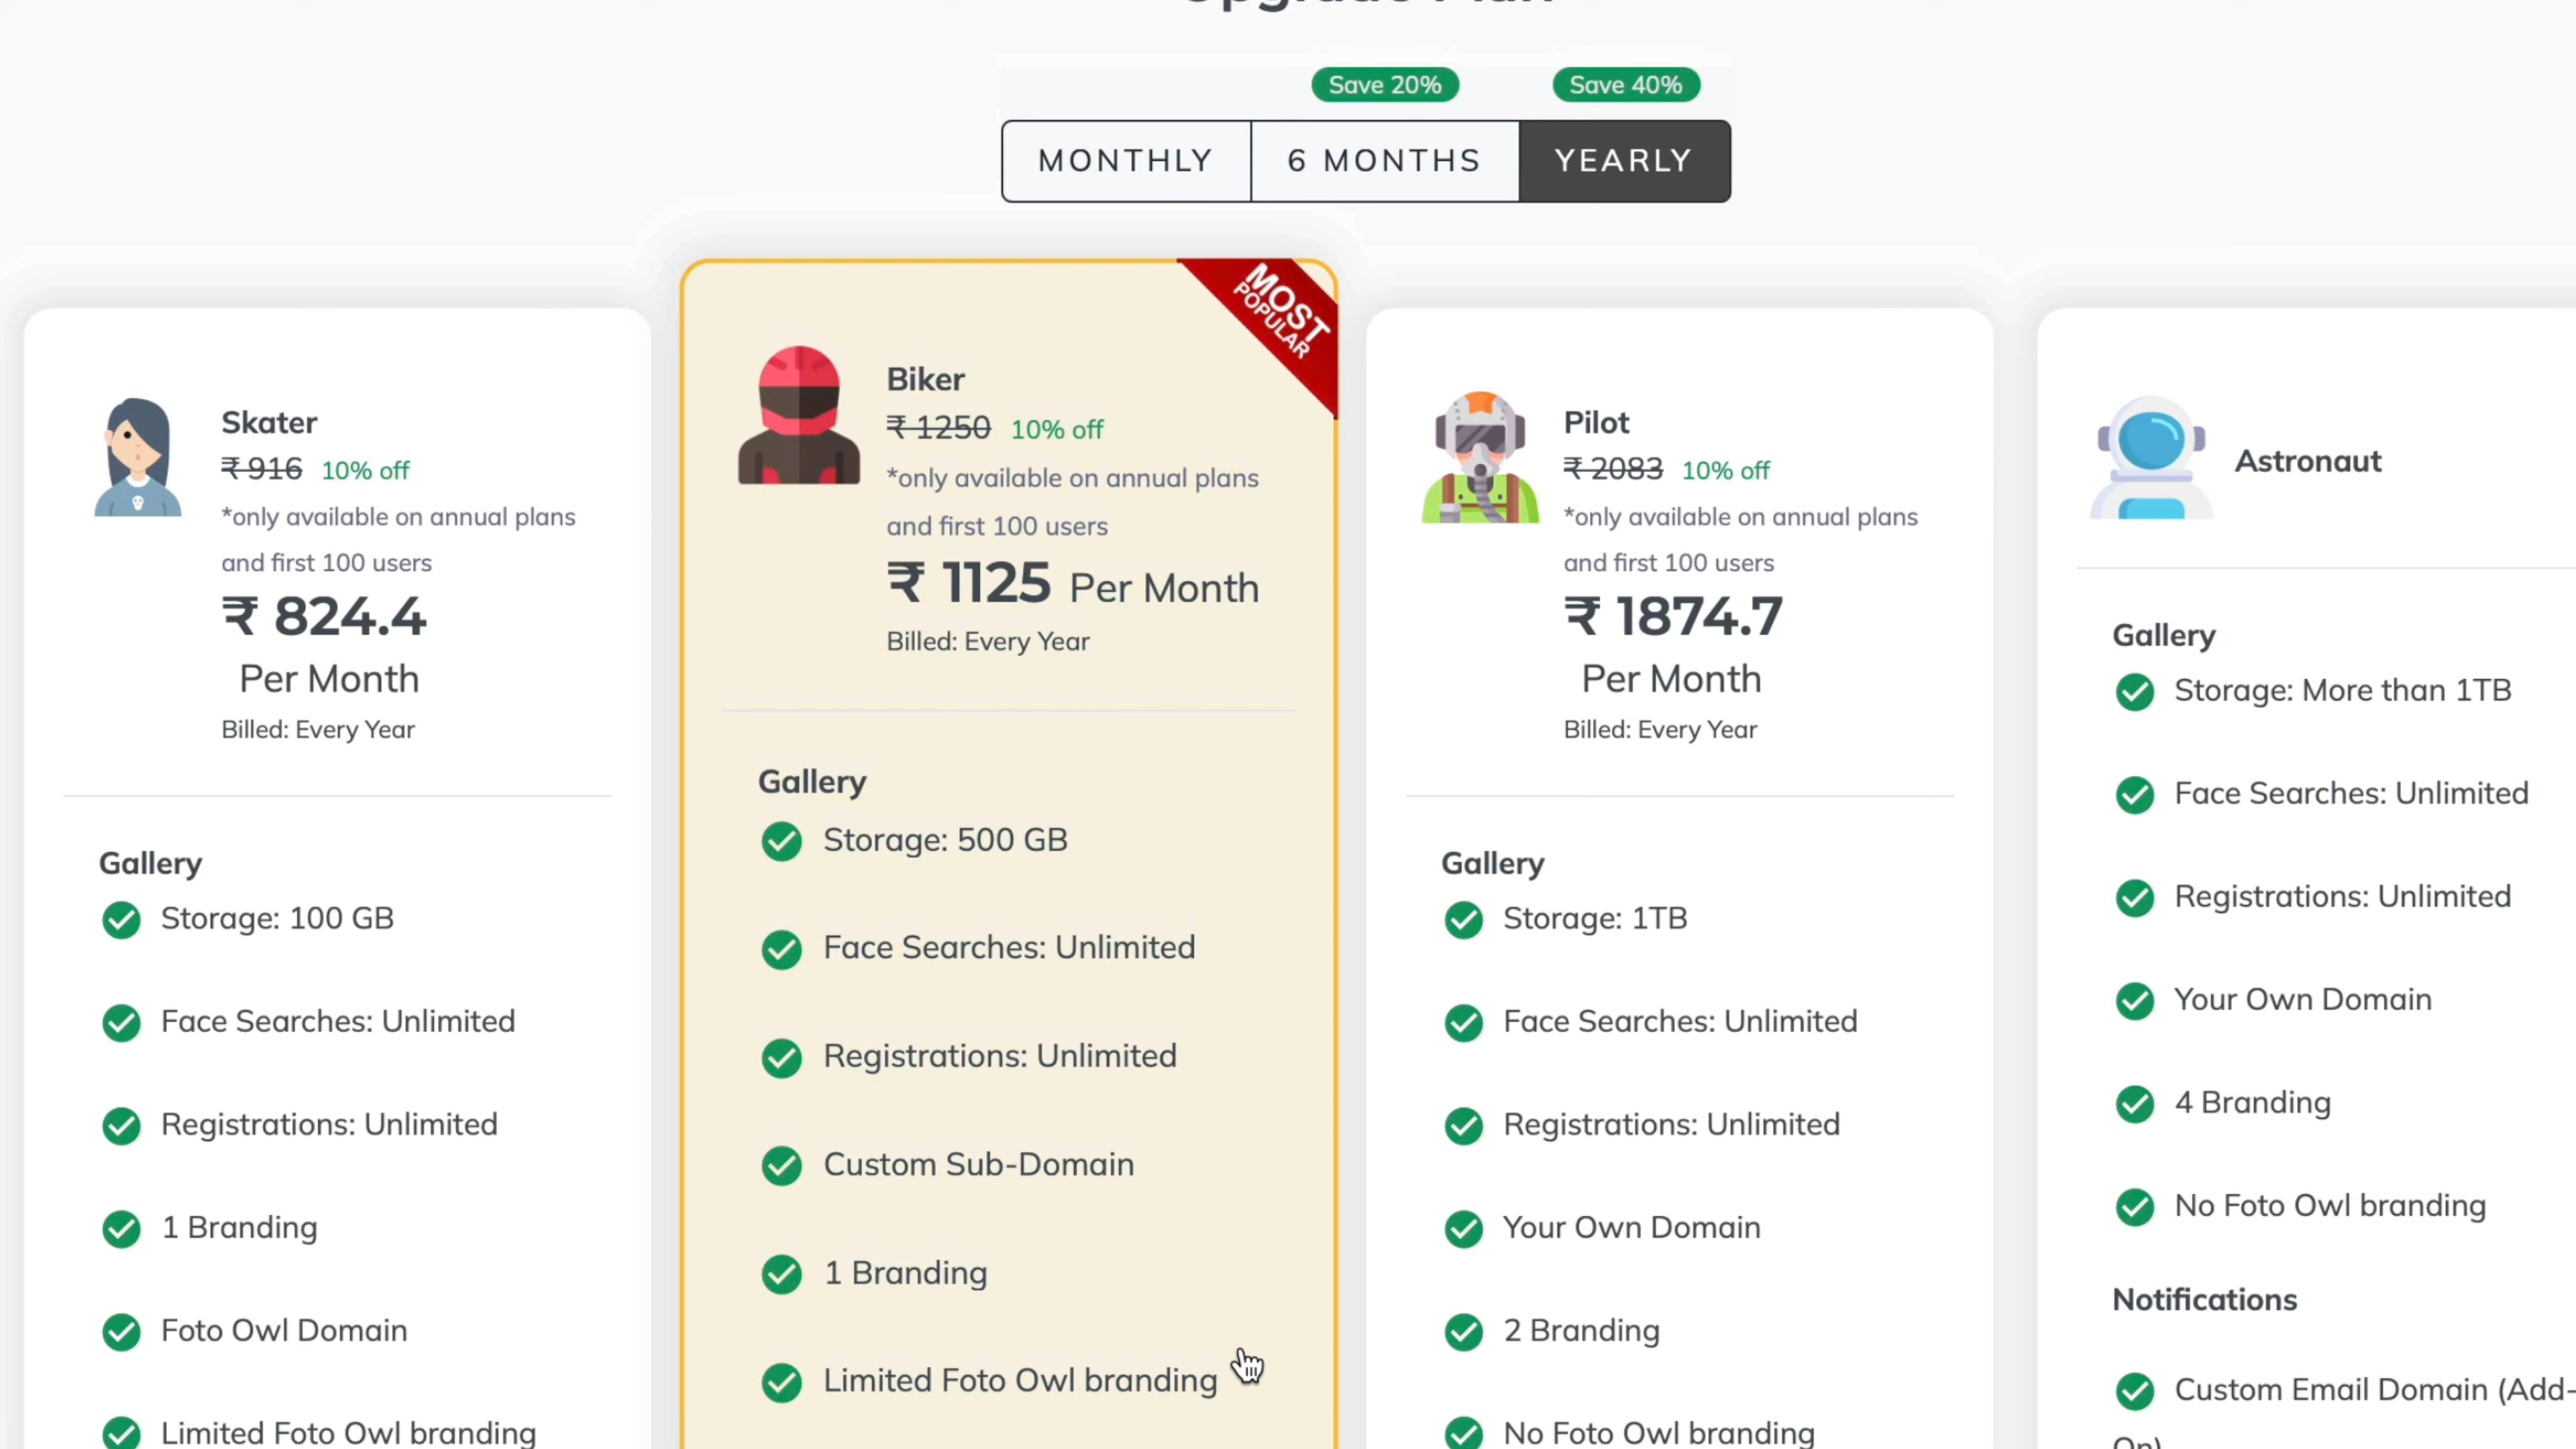 Upgrade Plan
Save 20%
Save 40%
MONTHLY
6 MONTHS
YEARLY
Skater
₹ 916 10% off
*only available on annual plans
and first 100 users
₹ 824.4
Per Month
Billed: Every Year
Gallery
Storage: 100 GB
Face Searches: Unlimited
Registrations: Unlimited
1 Branding
Foto Owl Domain
Limited Foto Owl branding
MOST
POPULAR
Biker
₹ 1250 10% off
*only available on annual plans
and first 100 users
₹ 1125 Per Month
Billed: Every Year
Gallery
Storage: 500 GB
Face Searches: Unlimited
Registrations: Unlimited
Custom Sub-Domain
1 Branding
Limited Foto Owl branding
Pilot
₹ 2083 10% off
*only available on annual plans
and first 100 users
₹ 1874.7
Per Month
Billed: Every Year
Gallery
Storage: 1TB
Face Searches: Unlimited
Registrations: Unlimited
Your Own Domain
2 Branding
No Foto Owl branding
Astronaut
Gallery
Storage: More than 1TB
Face Searches: Unlimited
Registrations: Unlimited
Your Own Domain
4 Branding
No Foto Owl branding
Notifications
Custom Email Domain (Add-
On)